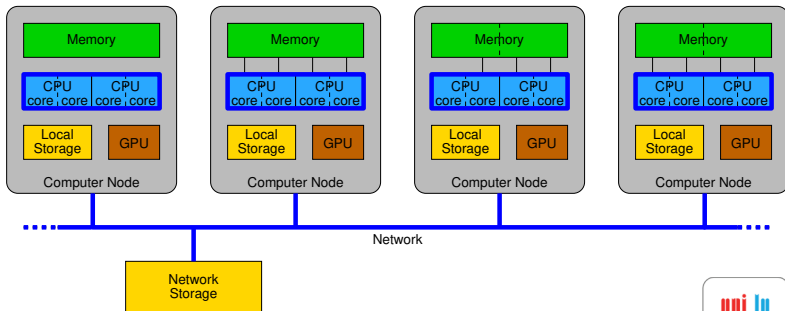 Memory
CPU CPU
core core core core
Local
Storage
GPU
Computer Node
Memory
CPU CPU
core core core core
Local
Storage
GPU
Computer Node
Memory
CPU CPU
core core core core
Local
Storage
GPU
Computer Node
Memory
CPU CPU
core core core core
Local
Storage
GPU
Computer Node
Network
Network
Storage
uni lu